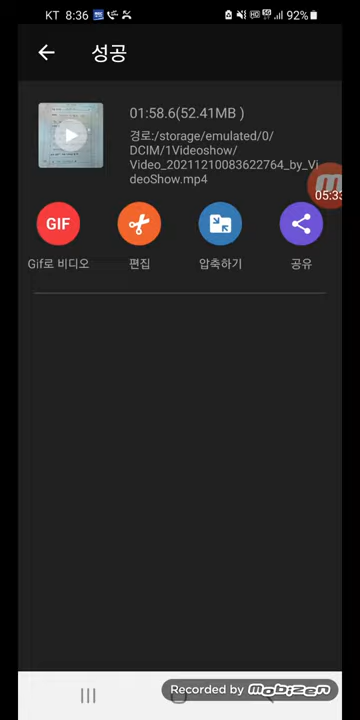 KT 8:36 HD 5G 92%
성공
01:58.6(52.41MB )
경로:/storage/emulated/0/
DCIM/1Videoshow/
Video_20211210083622764_by_Vi
deoShow.mp4
05:33
GIF
Gif로 비디오 편집 압축하기 공유
Recorded by mobizen